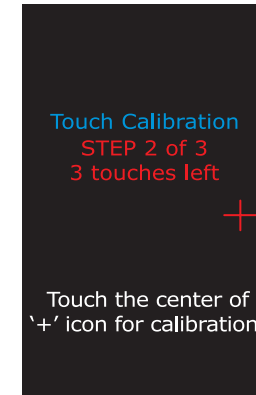 Touch Calibration
STEP 2 of 3
3 touches left
Touch the center of
‘+’ icon for calibration